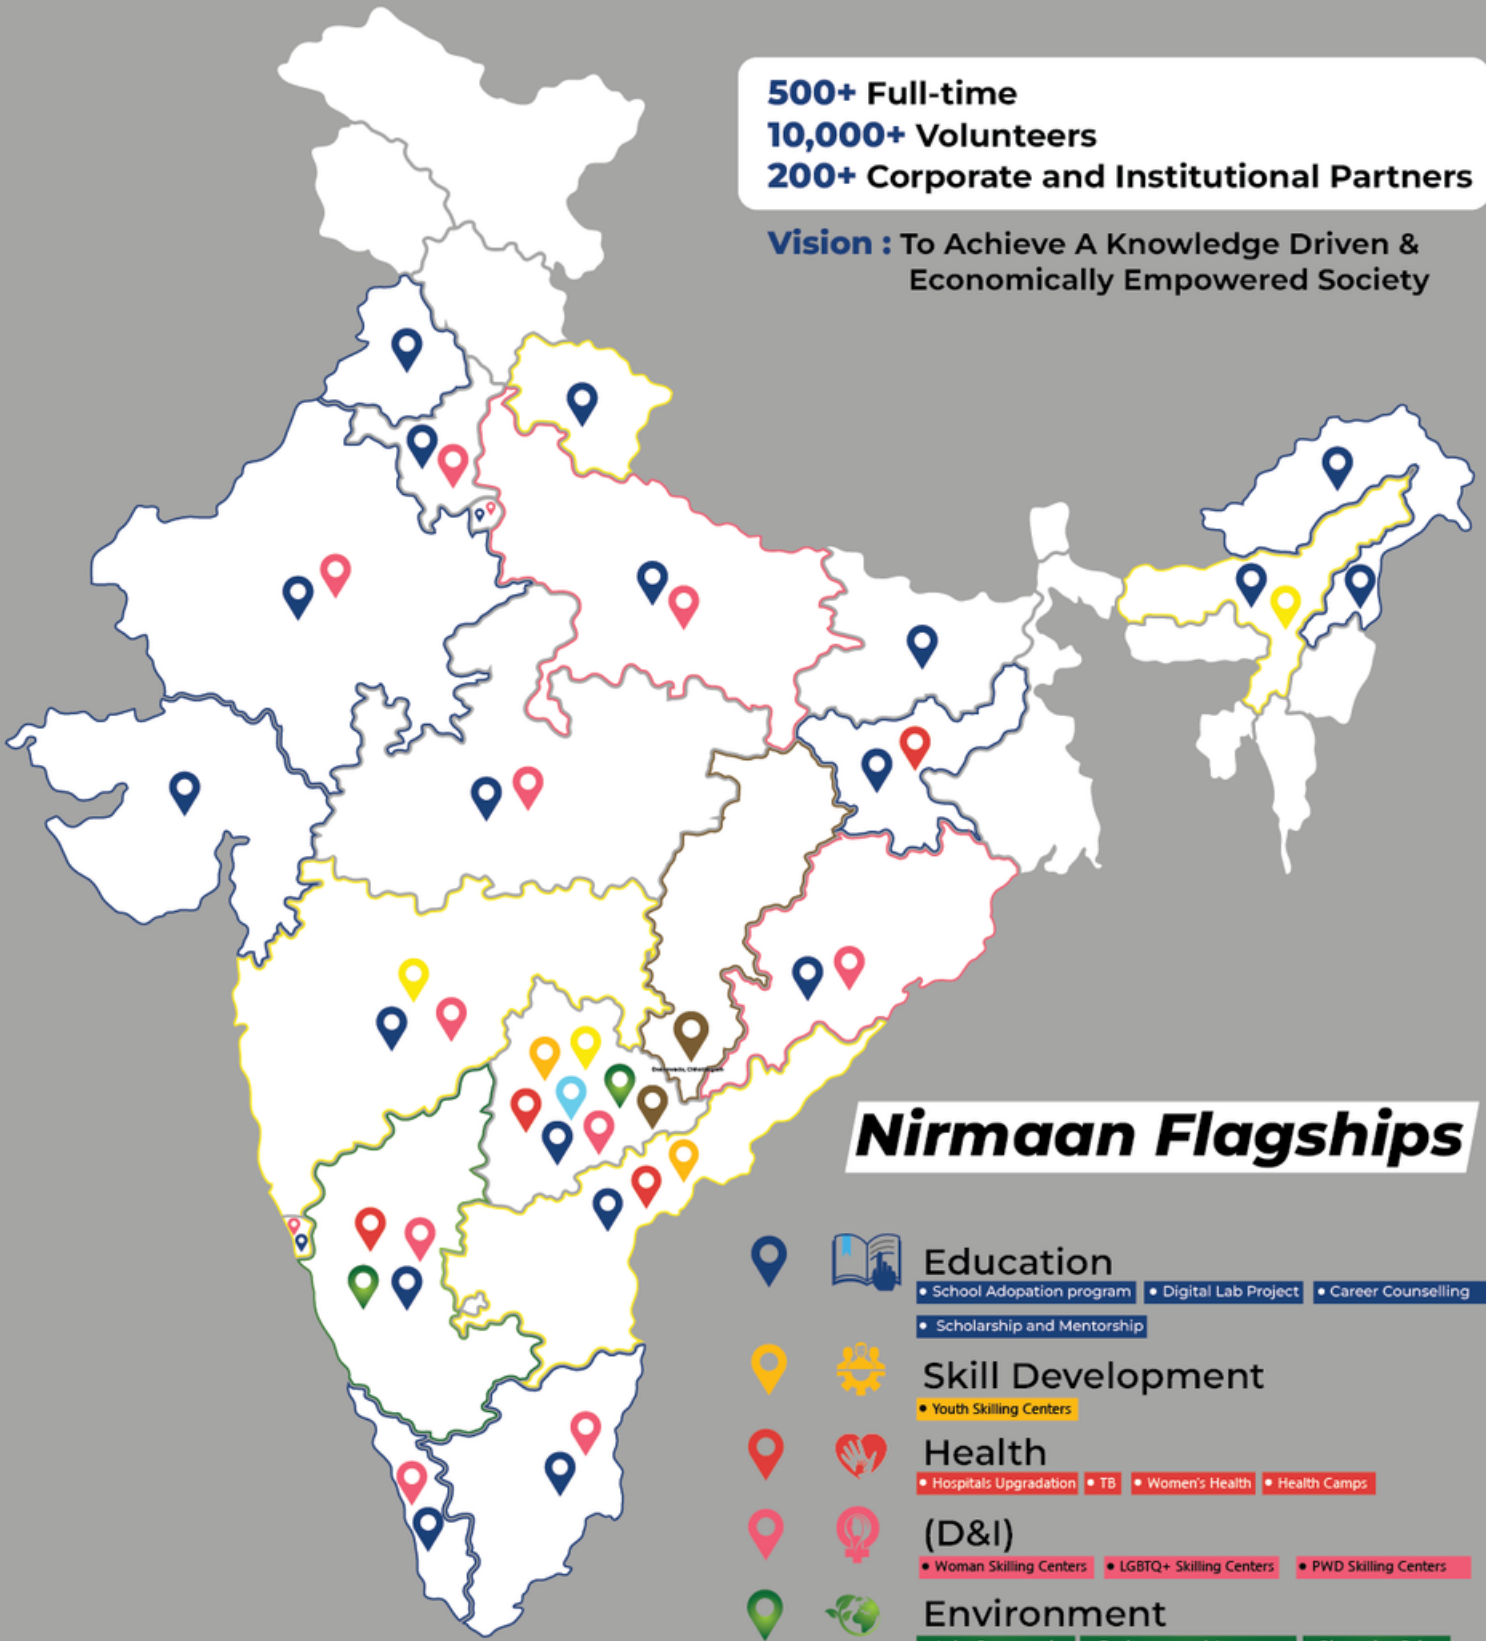 500+ Full-time
10,000+ Volunteers
200+ Corporate and Institutional Partners
Vision : To Achieve A Knowledge Driven &
Economically Empowered Society
Nirmaan Flagships
Education
• School Adopation program • Digital Lab Project • Career Counselling
• Scholarship and Mentorship
Skill Development
• Youth Skilling Centers
Health
• Hospitals Upgradation • TB • Women's Health • Health Camps
(D&I)
• Woman Skilling Centers • LGBTQ+ Skilling Centers • PWD Skilling Centers
Environment